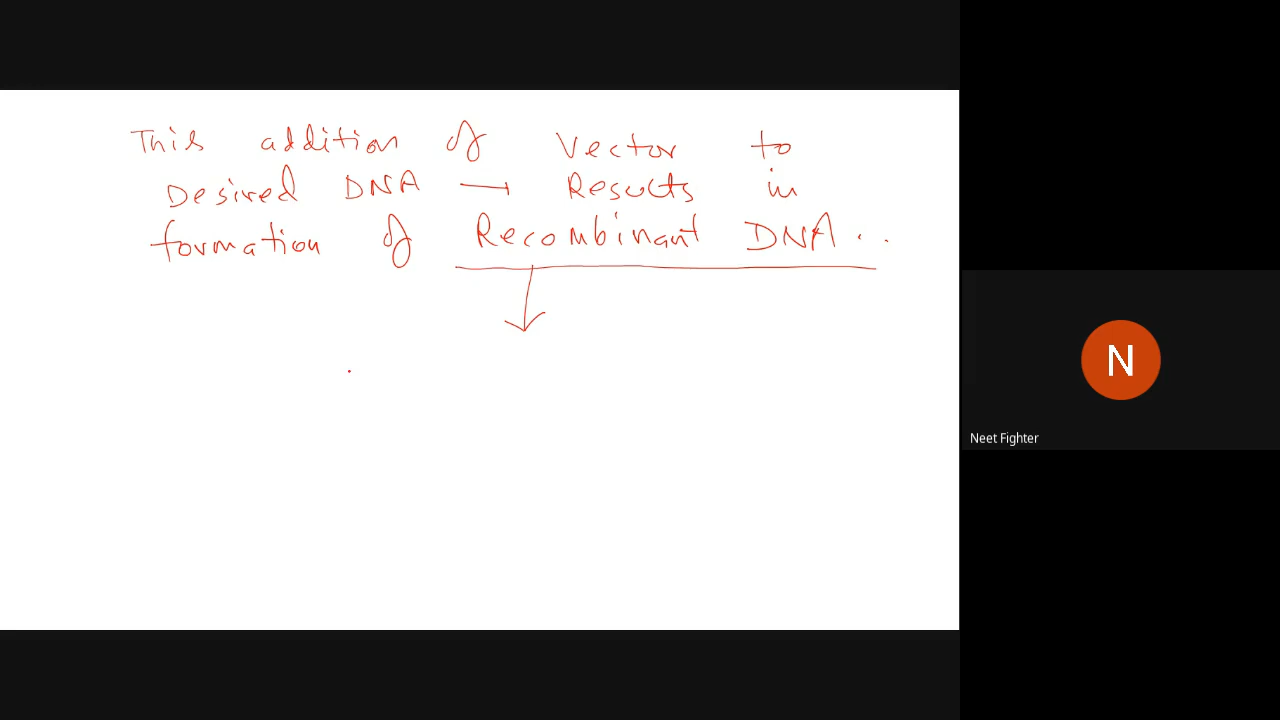 This addition of Vector to
Desired DNA → Results in
formation of Recombinant DNA...
N
Neet Fighter